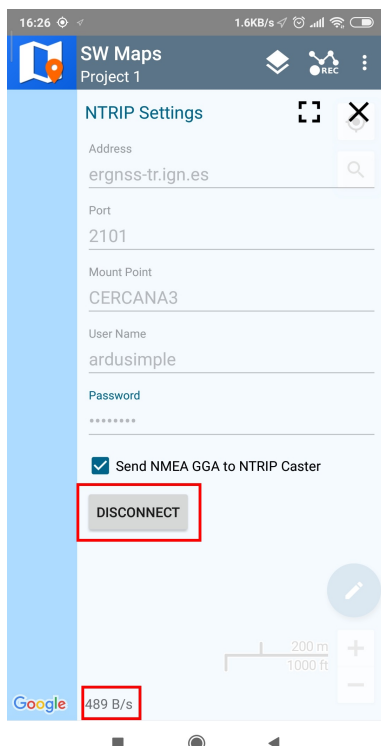 16:26 1.6KB/s
SW Maps
Project 1
REC
NTRIP Settings
Address
ergnss-tr.ign.es
Port
2101
Mount Point
CERCANA3
User Name
ardusimple
Password
••••••••
Send NMEA GGA to NTRIP Caster
DISCONNECT
200 m
1000 ft
Google
489 B/s